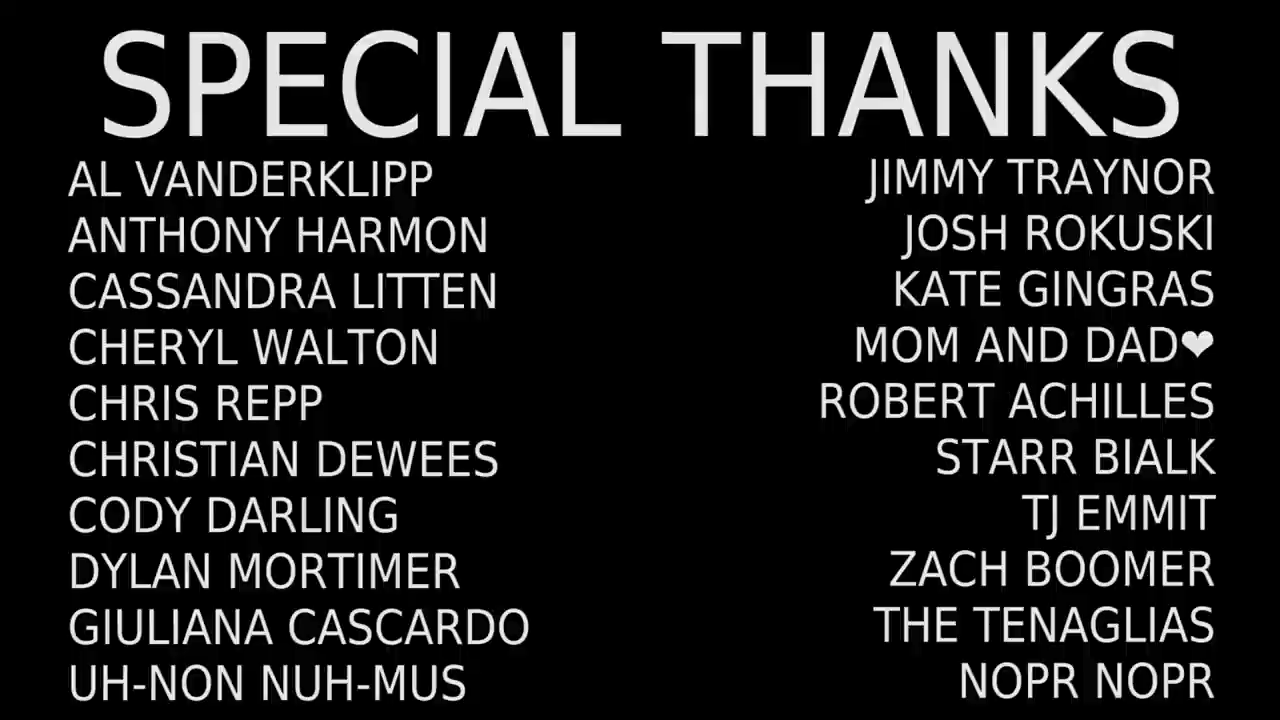 SPECIAL THANKS
AL VANDERKLIPP
ANTHONY HARMON
CASSANDRA LITTEN
CHERYL WALTON
CHRIS REPP
CHRISTIAN DEWEES
CODY DARLING
DYLAN MORTIMER
GIULIANA CASCARDO
UH-NON NUH-MUS
JIMMY TRAYNOR
JOSH ROKUSKI
KATE GINGRAS
MOM AND DAD❤
ROBERT ACHILLES
STARR BIALK
TJ EMMIT
ZACH BOOMER
THE TENAGLIAS
NOPR NOPR